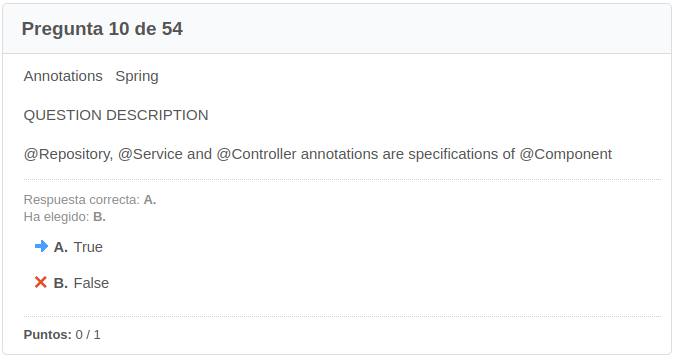 Pregunta 10 de 54
Annotations Spring
QUESTION DESCRIPTION
@Repository, @Service and @Controller annotations are specifications of @Component
Respuesta correcta: A.
Ha elegido: B.
A. True
B. False
Puntos: 0 / 1